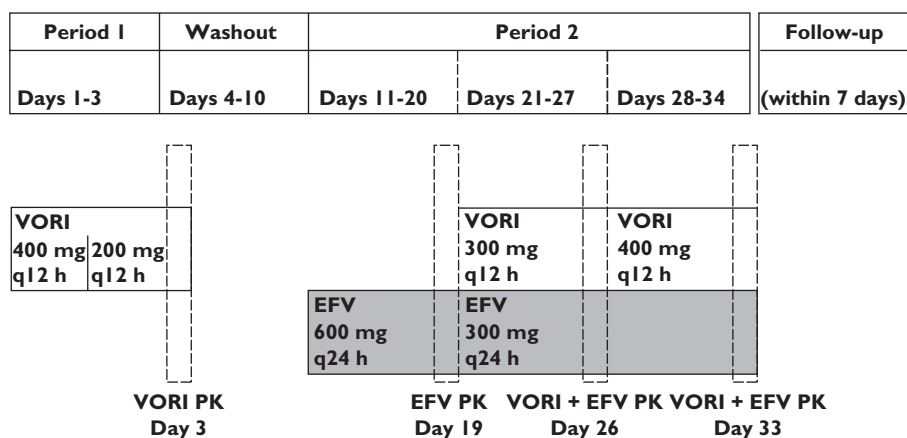 Period 1 Washout Period 2 Follow-up
Days 1-3 Days 4-10 Days 11-20 Days 21-27 Days 28-34 (within 7 days)
VORI VORI VORI
400 mg 200 mg 300 mg 400 mg
q12 h q12 h q12 h q12 h
EFV EFV
600 mg 300 mg
q24 h q24 h
VORI PK EFV PK VORI + EFV PK VORI + EFV PK
Day 3 Day 19 Day 26 Day 33